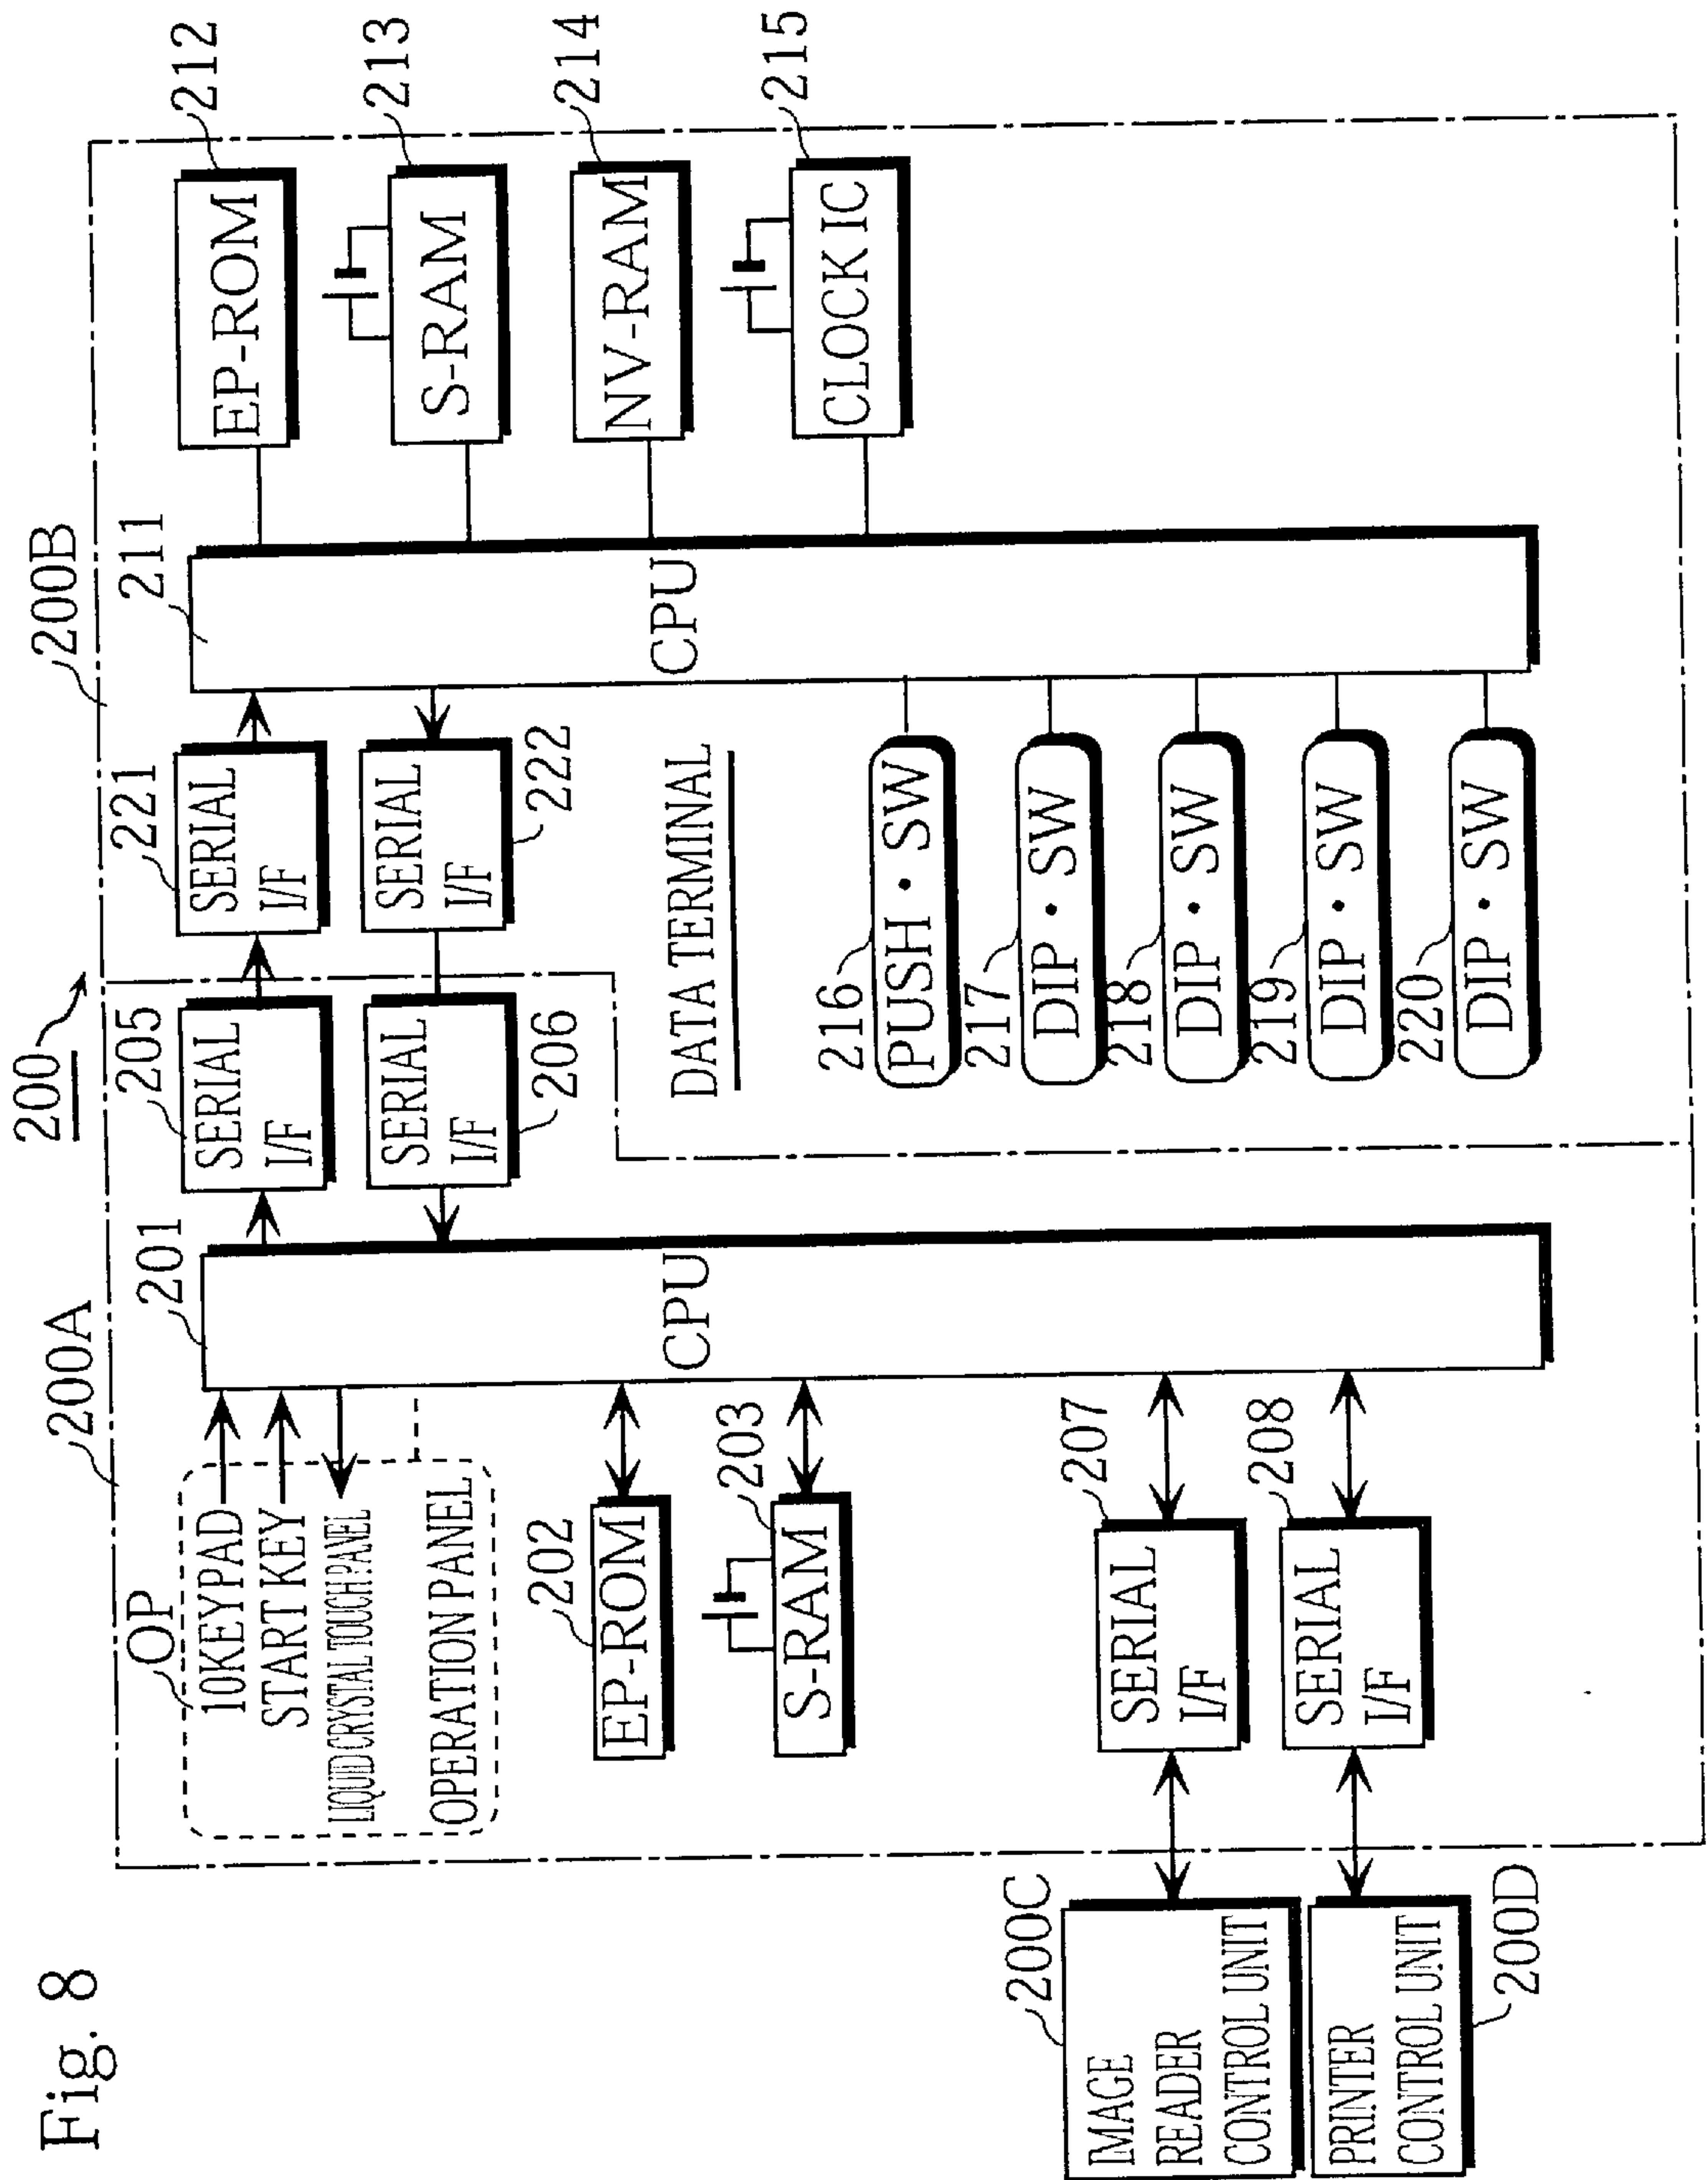 Fig. 8
200
200A
200B
OP
10KEYPAD
START KEY
LIQUID CRYSTAL TOUCH PANEL
OPERATION PANEL
201
CPU
205
SERIAL
I/F
221
SERIAL
I/F
211
CPU
EP-ROM
212
SERIAL
I/F
206
SERIAL
I/F
222
S-RAM
213
NV-RAM
214
CLOCK IC
215
202
EP-ROM
203
S-RAM
DATA TERMINAL
216
PUSH・SW
217
DIP・SW
218
DIP・SW
219
DIP・SW
220
DIP・SW
207
SERIAL
I/F
208
SERIAL
I/F
200C
IMAGE
READER
CONTROL UNIT
PRINTER
CONTROL UNIT
200D